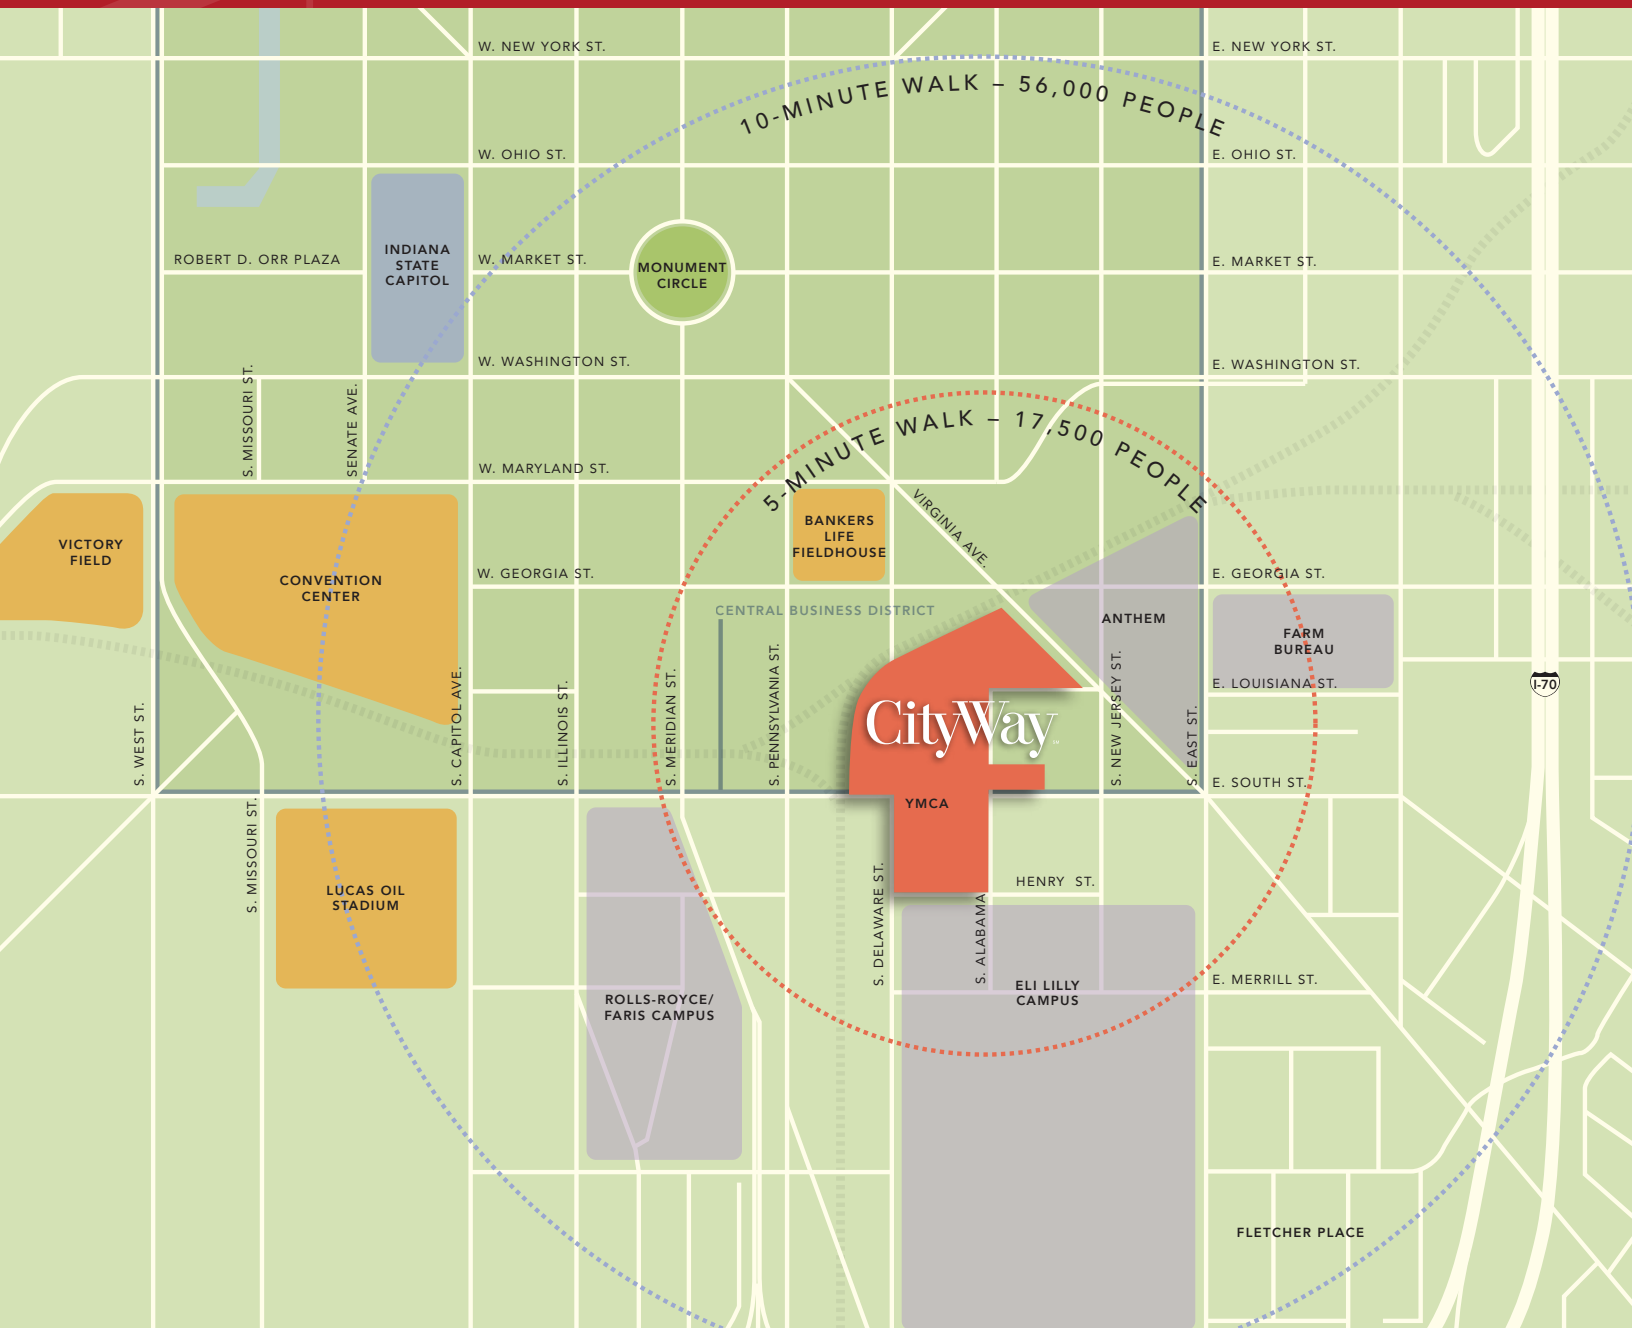 W. NEW YORK ST.
E. NEW YORK ST.
10-MINUTE WALK – 56,000 PEOPLE
W. OHIO ST.
E. OHIO ST.
ROBERT D. ORR PLAZA
INDIANA
STATE
CAPITOL
W. MARKET ST.
MONUMENT
CIRCLE
E. MARKET ST.
W. WASHINGTON ST.
E. WASHINGTON ST.
S. MISSOURI ST.
SENATE AVE.
5-MINUTE WALK – 17,500 PEOPLE
W. MARYLAND ST.
VICTORY
FIELD
CONVENTION
CENTER
BANKERS
LIFE
FIELDHOUSE
VIRGINIA AVE.
W. GEORGIA ST.
E. GEORGIA ST.
CENTRAL BUSINESS DISTRICT
ANTHEM
FARM
BUREAU
E. LOUISIANA ST.
I-70
S. WEST ST.
S. CAPITOL AVE.
S. ILLINOIS ST.
S. MERIDIAN ST.
S. PENNSYLVANIA ST.
CityWay
S. NEW JERSEY ST.
S. EAST ST.
E. SOUTH ST.
YMCA
S. MISSOURI ST.
LUCAS OIL
STADIUM
S. DELAWARE ST.
S. ALABAMA
HENRY ST.
ROLLS-ROYCE/
FARIS CAMPUS
ELI LILLY
CAMPUS
E. MERRILL ST.
FLETCHER PLACE